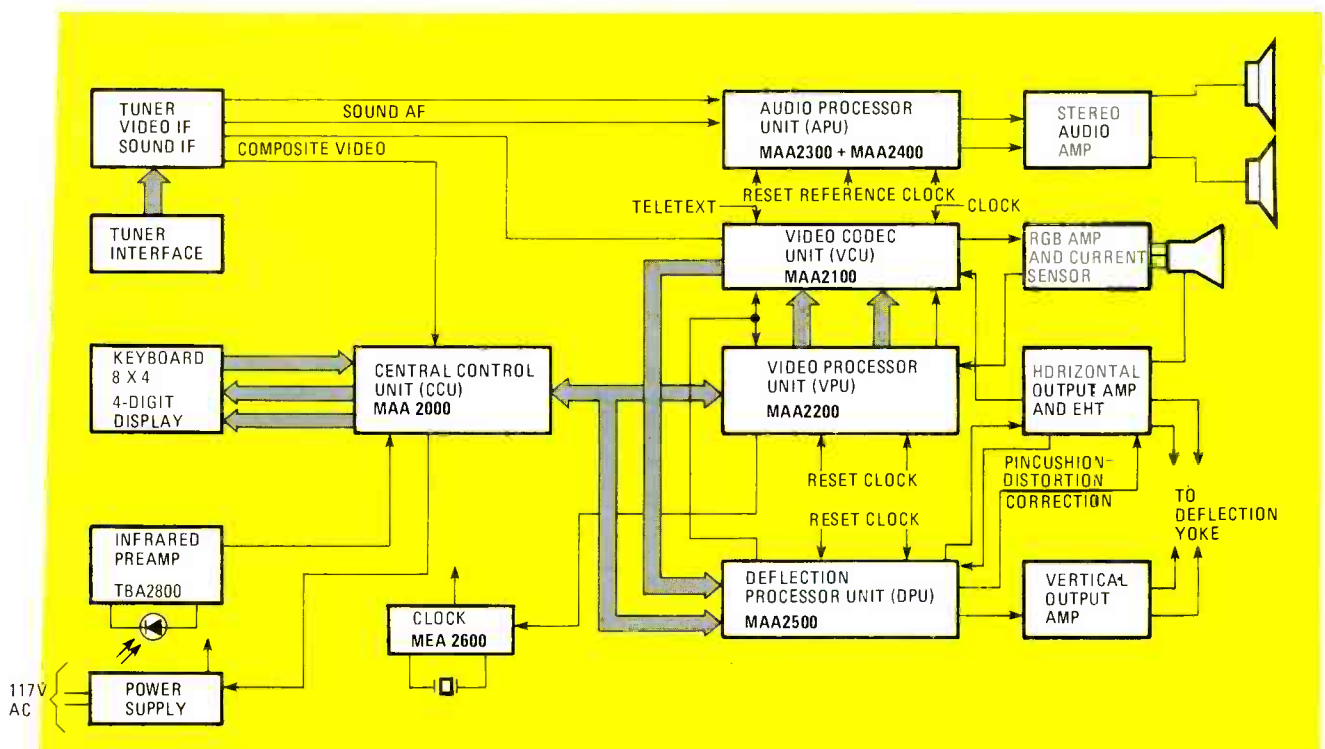 TUNER
VIDEO IF
SOUND IF
SOUND AF
COMPOSITE VIDEO
TUNER
INTERFACE
AUDIO PROCESSOR
UNIT (APU)
MAA2300 + MAA2400
STEREO
AUDIO
AMP
RESET REFERENCE CLOCK
TELETEXT
CLOCK
VIDEO CODEC
UNIT (VCU)
MAA2100
RGB AMP
AND CURRENT
SENSOR
KEYBOARD
8 X 4
4-DIGIT
DISPLAY
CENTRAL CONTROL
UNIT (CCU)
MAA 2000
VIDEO PROCESSOR
UNIT (VPU)
MAA2200
HORIZONTAL
OUTPUT AMP
AND EHT
RESET CLOCK
PINCUSHION-
DISTORTION
CORRECTION
TO
DEFLECTION
YOKE
RESET CLOCK
INFRARED
PREAMP
TBA2800
CLOCK
MEA 2600
DEFLECTION
PROCESSOR UNIT (DPU)
MAA2500
VERTICAL
OUTPUT
AMP
117V
AC
POWER
SUPPLY